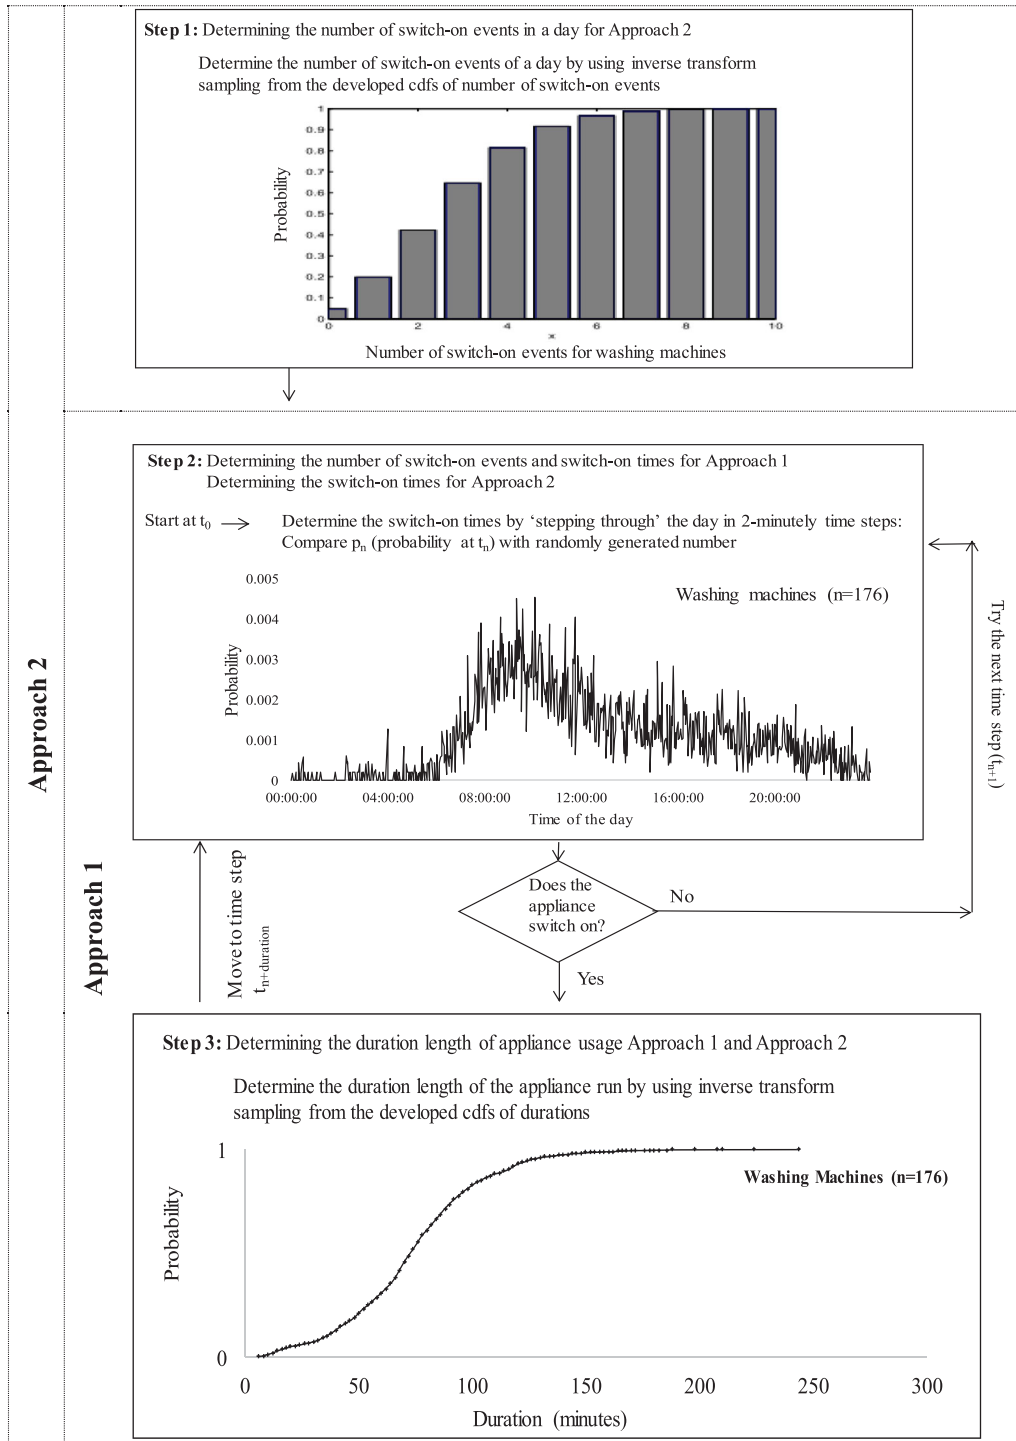 Step 1: Determining the number of switch-on events in a day for Approach 2
Determine the number of switch-on events of a day by using inverse transform
sampling from the developed cdfs of number of switch-on events
1
0.9
0.8
0.7
0.6
0.5
0.4
0.3
0.2
0.1
0
Probability
0 2 4 6 8 10
x
Number of switch-on events for washing machines
Step 2: Determining the number of switch-on events and switch-on times for Approach 1
Determining the switch-on times for Approach 2
Start at t0
Determine the switch-on times by ‘stepping through’ the day in 2-minutely time steps:
Compare pn (probability at tn) with randomly generated number
0.005
0.004
0.003
0.002
0.001
0
Probability
Washing machines (n=176)
00:00:00 04:00:00 08:00:00 12:00:00 16:00:00 20:00:00
Time of the day
Try the next time step (tn+1)
Approach 2
Approach 1
Move to time step
tn+duration
Does the
appliance
switch on?
No
Yes
Step 3: Determining the duration length of appliance usage Approach 1 and Approach 2
Determine the duration length of the appliance run by using inverse transform
sampling from the developed cdfs of durations
1
0
Probability
Washing Machines (n=176)
0 50 100 150 200 250 300
Duration (minutes)